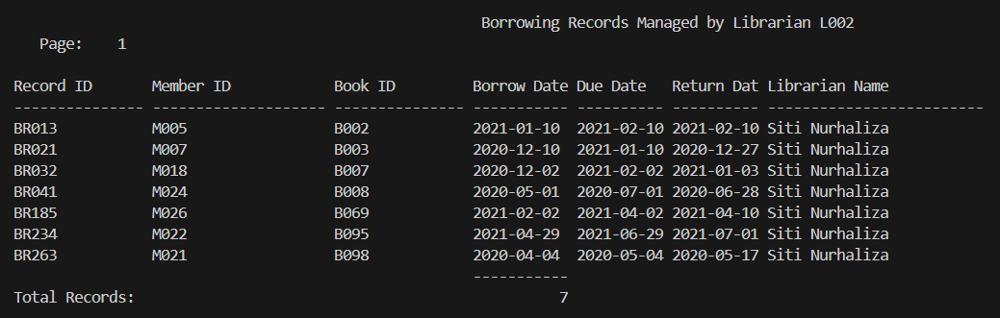 Borrowing Records Managed by Librarian L002
Page: 1
Record ID Member ID Book ID Borrow Date Due Date Return Dat Librarian Name
--------------- -------------------- --------------- ----------- ---------- ---------- -------------------------
BR013 M005 B002 2021-01-10 2021-02-10 2021-02-10 Siti Nurhaliza
BR021 M007 B003 2020-12-10 2021-01-10 2020-12-27 Siti Nurhaliza
BR032 M018 B007 2020-12-02 2021-02-02 2021-01-03 Siti Nurhaliza
BR041 M024 B008 2020-05-01 2020-07-01 2020-06-28 Siti Nurhaliza
BR185 M026 B069 2021-02-02 2021-04-02 2021-04-10 Siti Nurhaliza
BR234 M022 B095 2021-04-29 2021-06-29 2021-07-01 Siti Nurhaliza
BR263 M021 B098 2020-04-04 2020-05-04 2020-05-17 Siti Nurhaliza
-----------
Total Records: 7